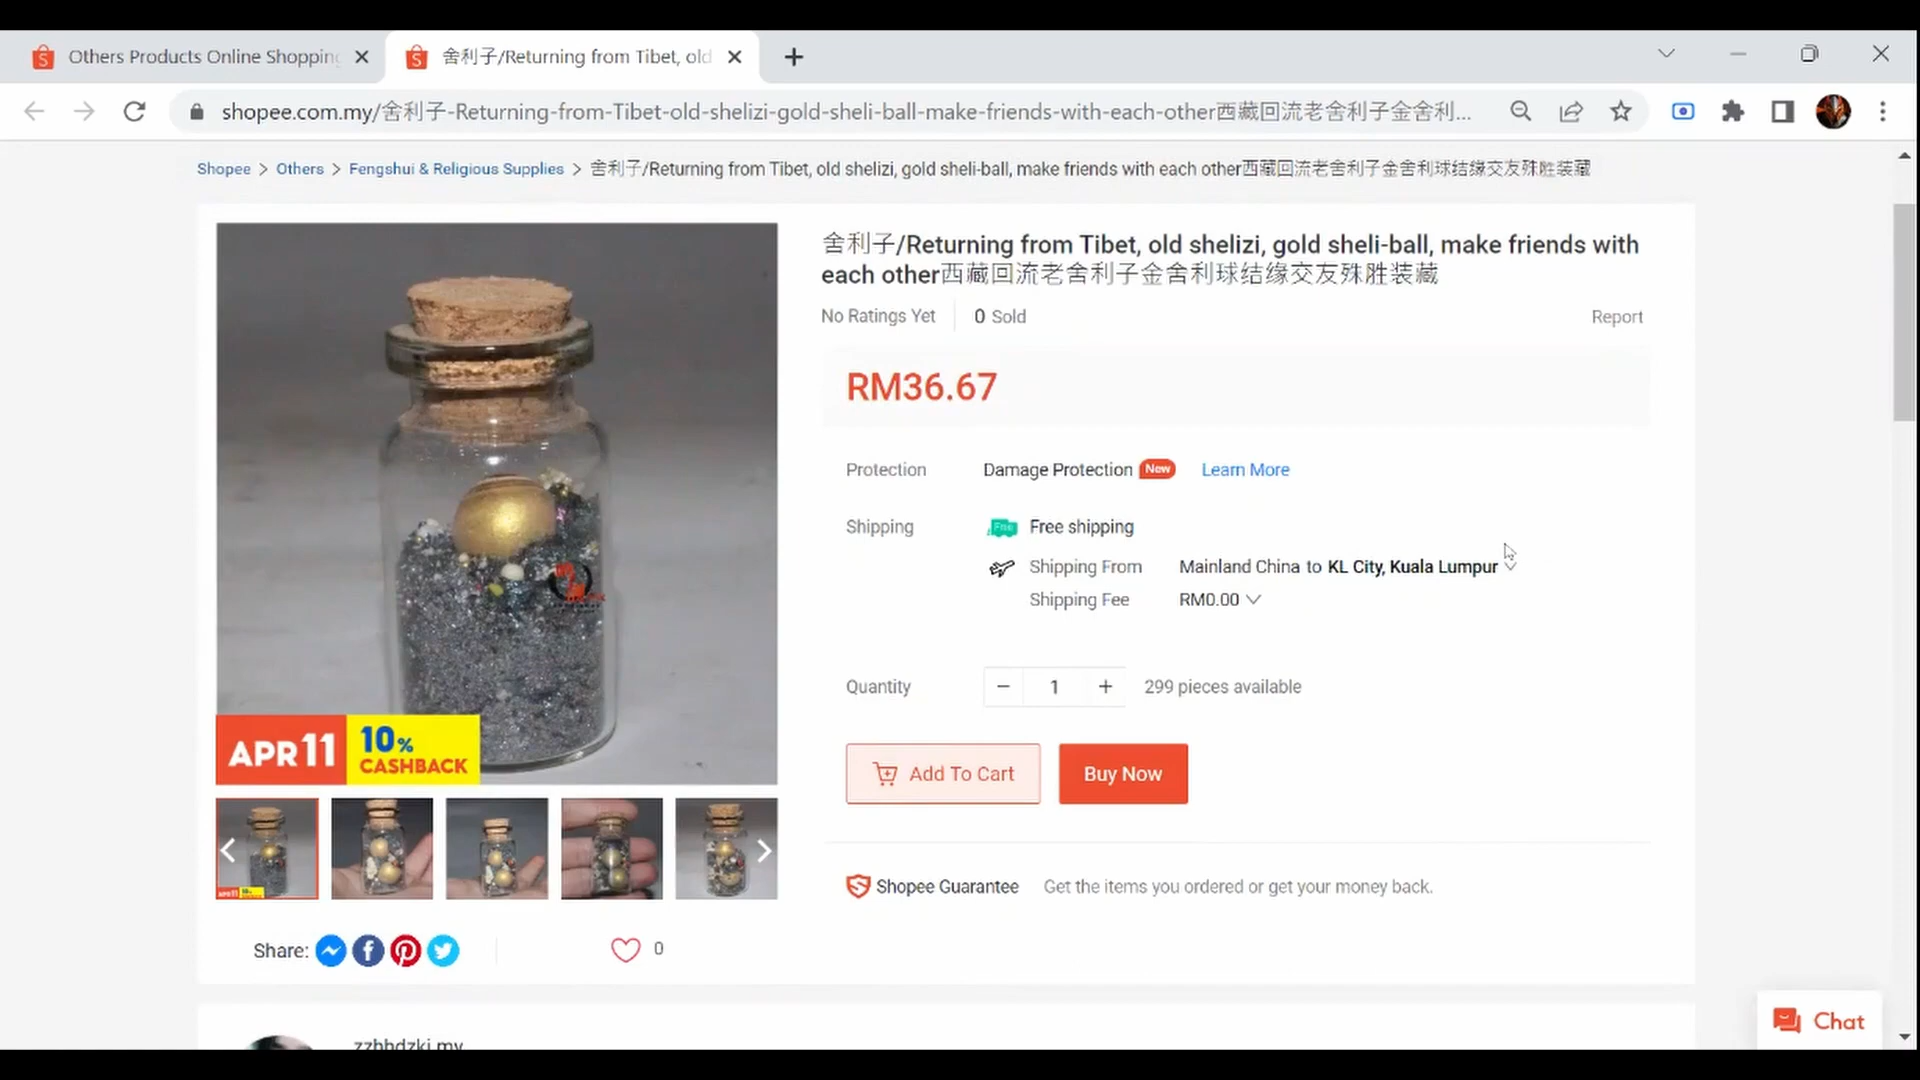 Others Products Online Shopping
舍利子/Returning from Tibet, old
shopee.com.my/舍利子-Returning-from-Tibet-old-shelizi-gold-sheli-ball-make-friends-with-each-other西藏回流老舍利子金舍利...
Shopee > Others > Fengshui & Religious Supplies > 舍利子/Returning from Tibet, old shelizi, gold sheli-ball, make friends with each other西藏回流老舍利子金舍利球结缘交友殊胜装藏
舍利子/Returning from Tibet, old shelizi, gold sheli-ball, make friends with
each other西藏回流老舍利子金舍利球结缘交友殊胜装藏
No Ratings Yet 0 Sold Report
RM36.67
Protection Damage Protection New Learn More
Shipping Free Free shipping
Shipping From Mainland China to KL City, Kuala Lumpur
Shipping Fee RM0.00
Quantity − 1 + 299 pieces available
APR 11 10% CASHBACK
Add To Cart Buy Now
Shopee Guarantee Get the items you ordered or get your money back.
Share: 0
Chat
zzhhdzkj.my